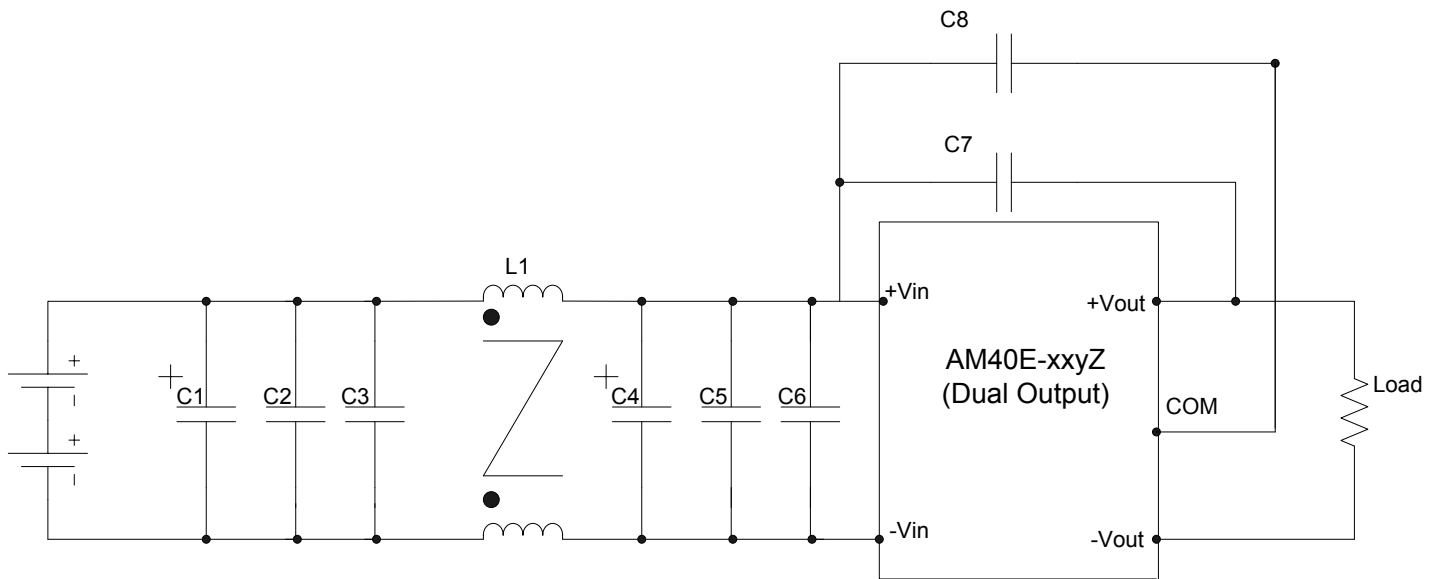 C8
C7
L1
+Vin
+Vout
+
AM40E-xxyZ
(Dual Output)
Load
+
+
C1
C2
C3
C4
C5
C6
COM
-
+
-
-Vin
-Vout